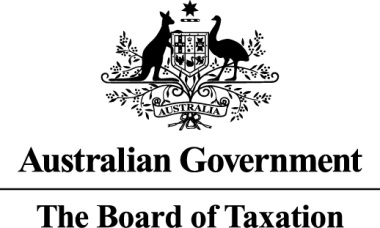 AUSTRALIA
Australian Government
The Board of Taxation